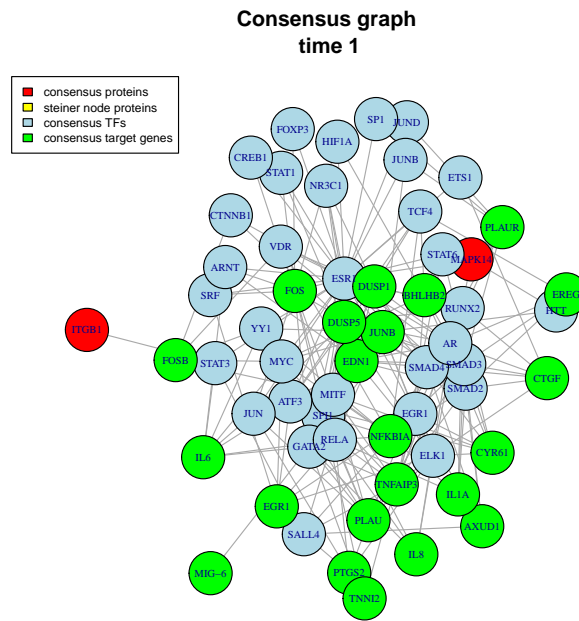 Consensus graph
time 1
consensus proteins
steiner node proteins
consensus TFs
consensus target genes
SP1
JUND
FOXP3
HIF1A
CREB1
STAT1
JUNB
NR3C1
ETS1
TCF4
CTNNB1
PLAUR
VDR
STAT6
MAPK14
ARNT
ESR1
SRF
FOS
DUSP1
BHLHB2
EREG
RUNX2
HTT
ITGB1
YY1
DUSP5
JUNB
AR
FOSB
STAT3
MYC
EDN1
SMAD4
SMAD3
CTGF
SMAD2
MITF
ATF3
JUN
EGR1
RELA
NFKBIA
GATA2
IL6
ELK1
CYR61
TNFAIP3
IL1A
EGR1
PLAU
AXUD1
SALL4
IL8
MIG−6
PTGS2
TNNI2